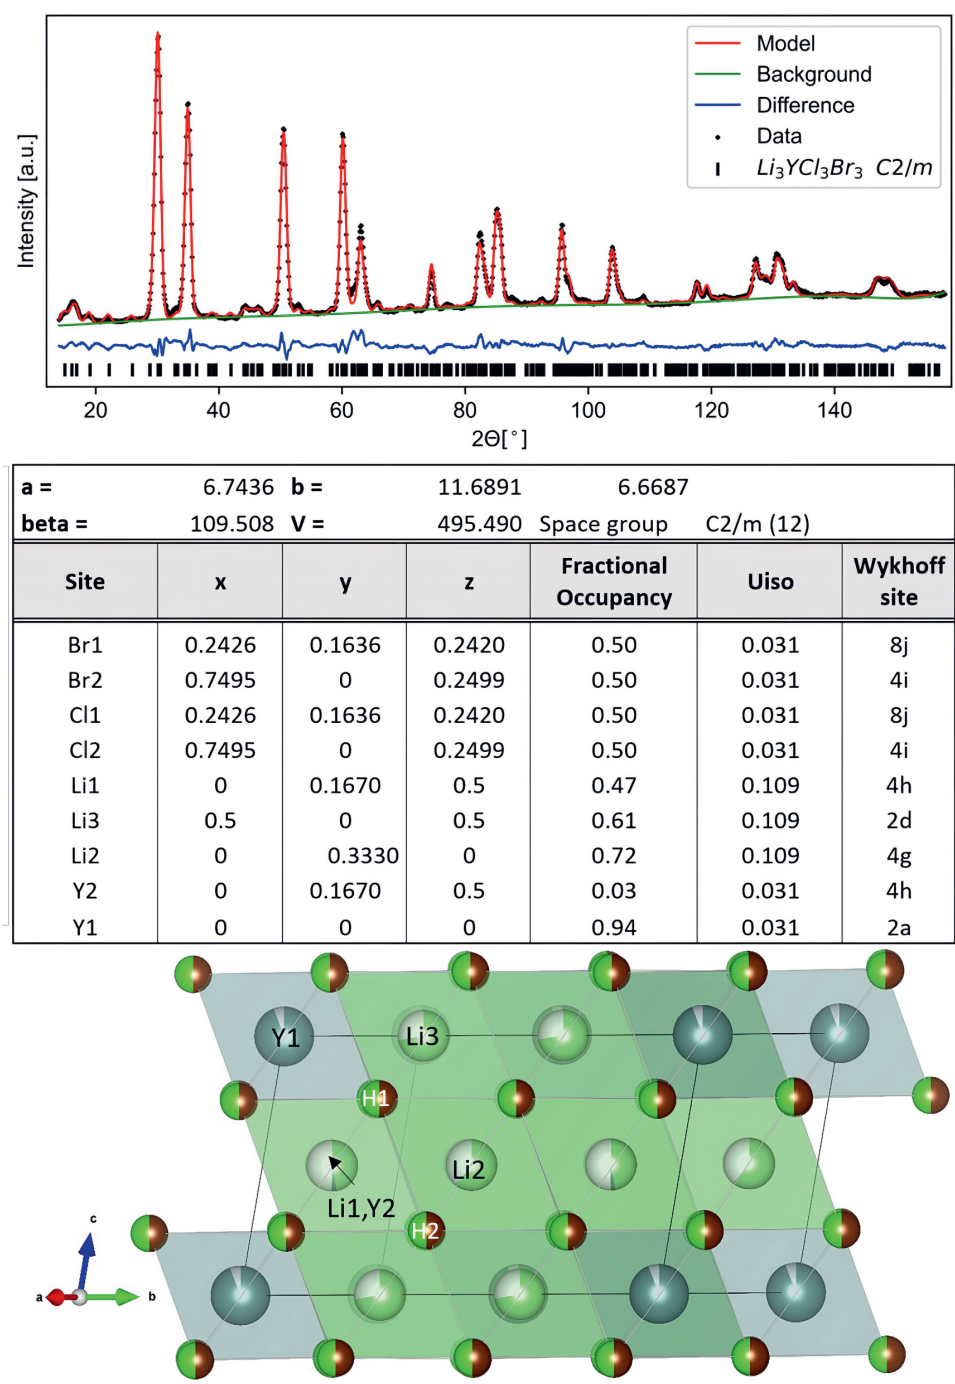 Model
Background
Difference
Data
Li₃YCl₃Br₃ C2/m
Intensity [a.u.]
20 40 60 80 100 120 140
2Θ[°]
a = 6.7436 b = 11.6891 6.6687
beta = 109.508 V = 495.490 Space group C2/m (12)
Site x y z Fractional Occupancy Uiso Wykhoff site
Br1 0.2426 0.1636 0.2420 0.50 0.031 8j
Br2 0.7495 0 0.2499 0.50 0.031 4i
Cl1 0.2426 0.1636 0.2420 0.50 0.031 8j
Cl2 0.7495 0 0.2499 0.50 0.031 4i
Li1 0 0.1670 0.5 0.47 0.109 4h
Li3 0.5 0 0.5 0.61 0.109 2d
Li2 0 0.3330 0 0.72 0.109 4g
Y2 0 0.1670 0.5 0.03 0.031 4h
Y1 0 0 0 0.94 0.031 2a
Y1 Li3
H1
Li2
Li1,Y2
H2
c
a b